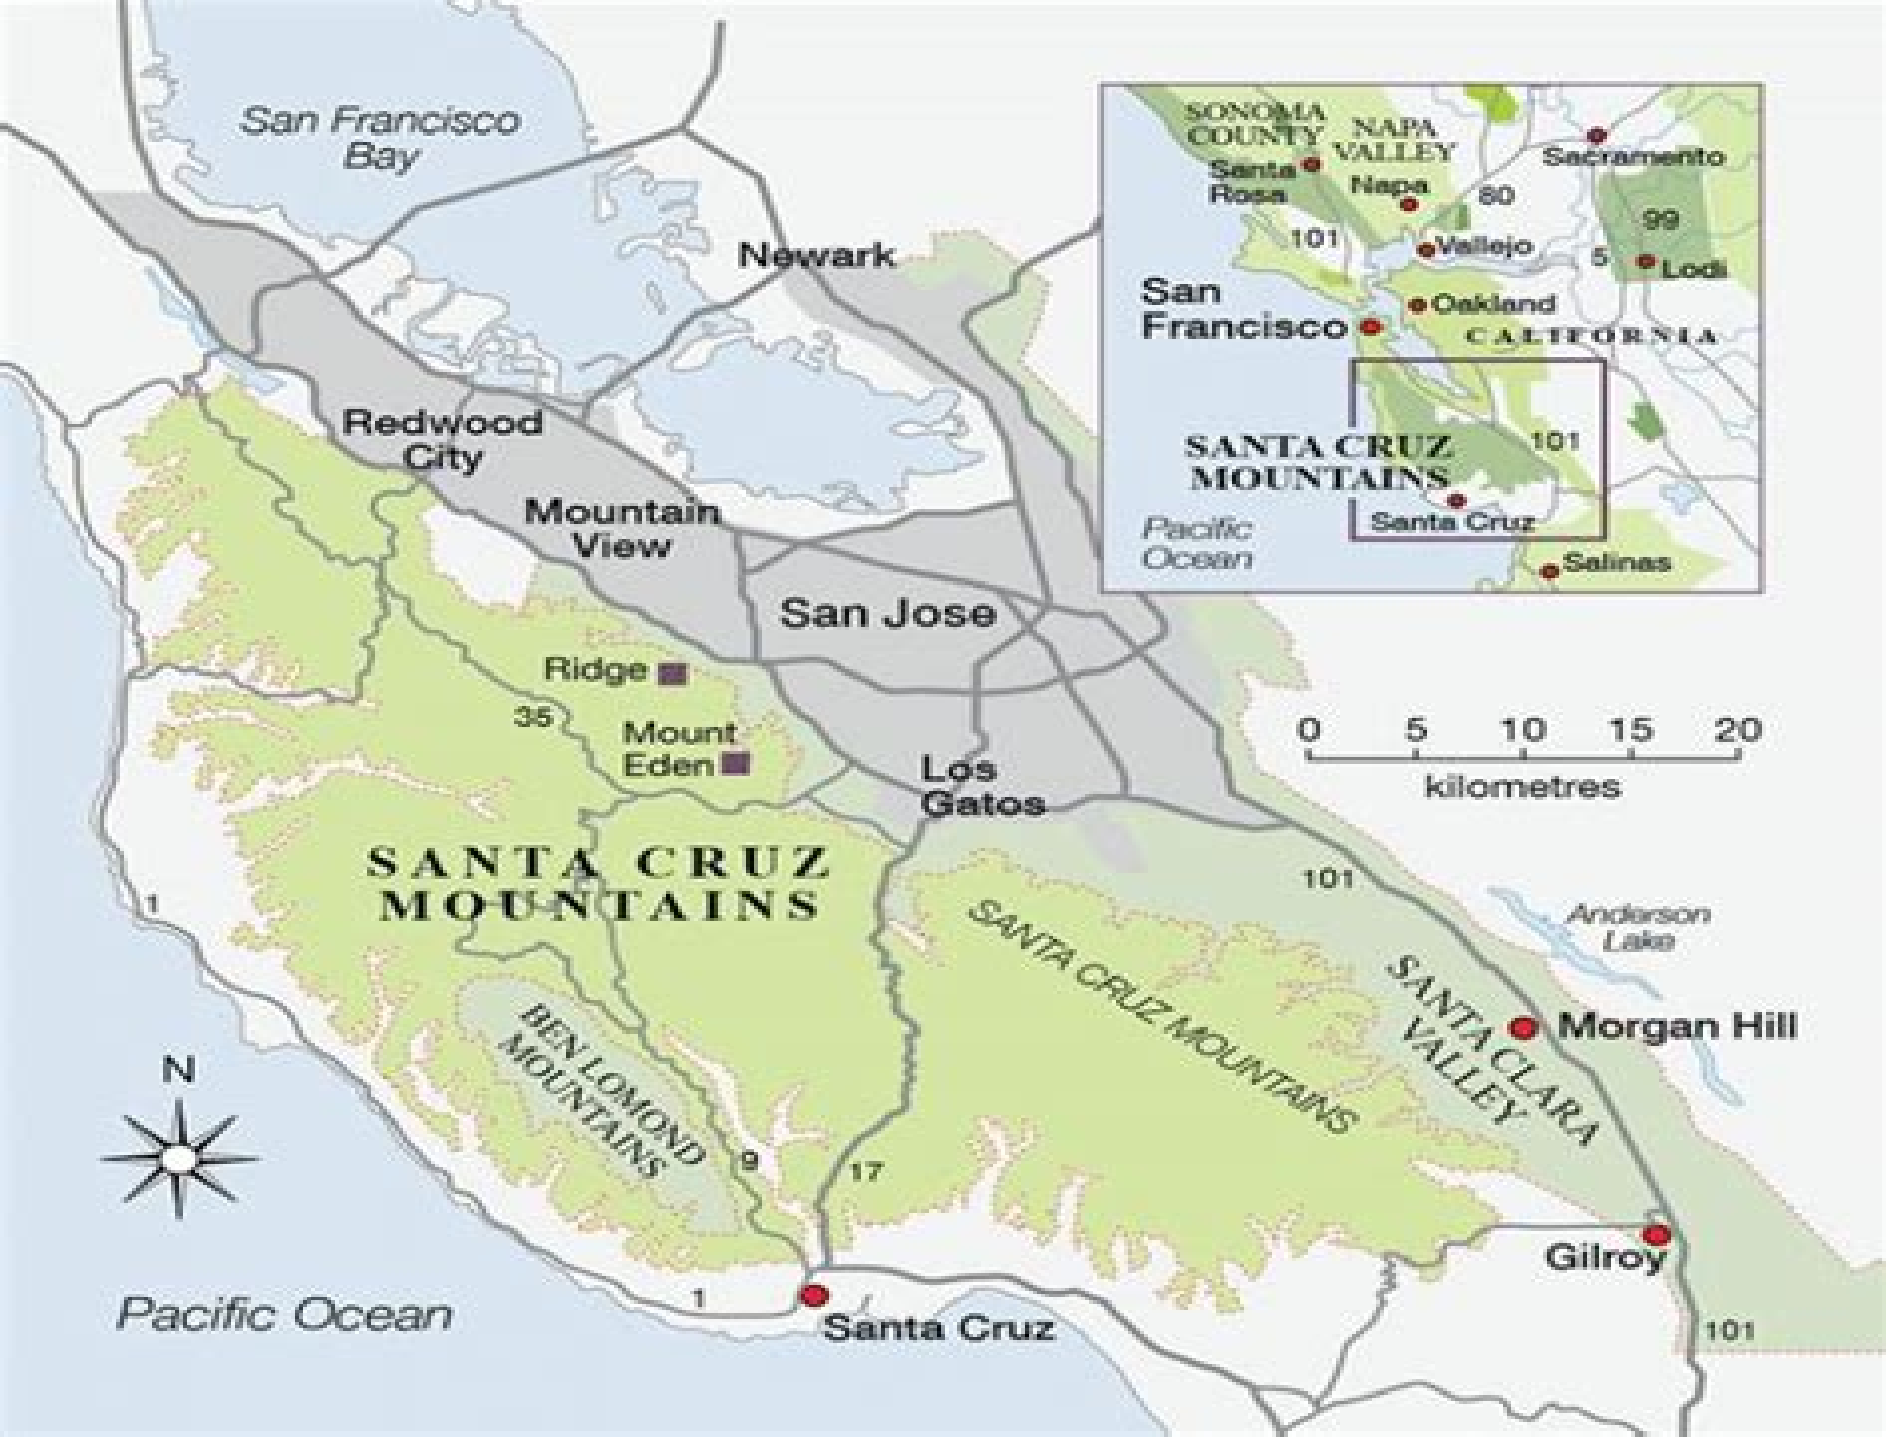 San Francisco
Bay
Newark
Redwood
City
Mountain
View
San Jose
Ridge
35
Mount
Eden
Los
Gatos
SANTA CRUZ
MOUNTAINS
1
101
SANTA CRUZ MOUNTAINS
Anderson
Lake
SANTA CLARA
VALLEY
Morgan Hill
BEN LOMOND
MOUNTAINS
N
9
17
Gilroy
1
Santa Cruz
Pacific Ocean
101
0 5 10 15 20
kilometres
SONOMA
COUNTY
NAPA
VALLEY
Sacramento
Santa
Rosa
Napa
80
99
101
Vallejo
5
Lodi
San
Francisco
Oakland
CALIFORNIA
101
SANTA CRUZ
MOUNTAINS
Santa Cruz
Pacific
Ocean
Salinas